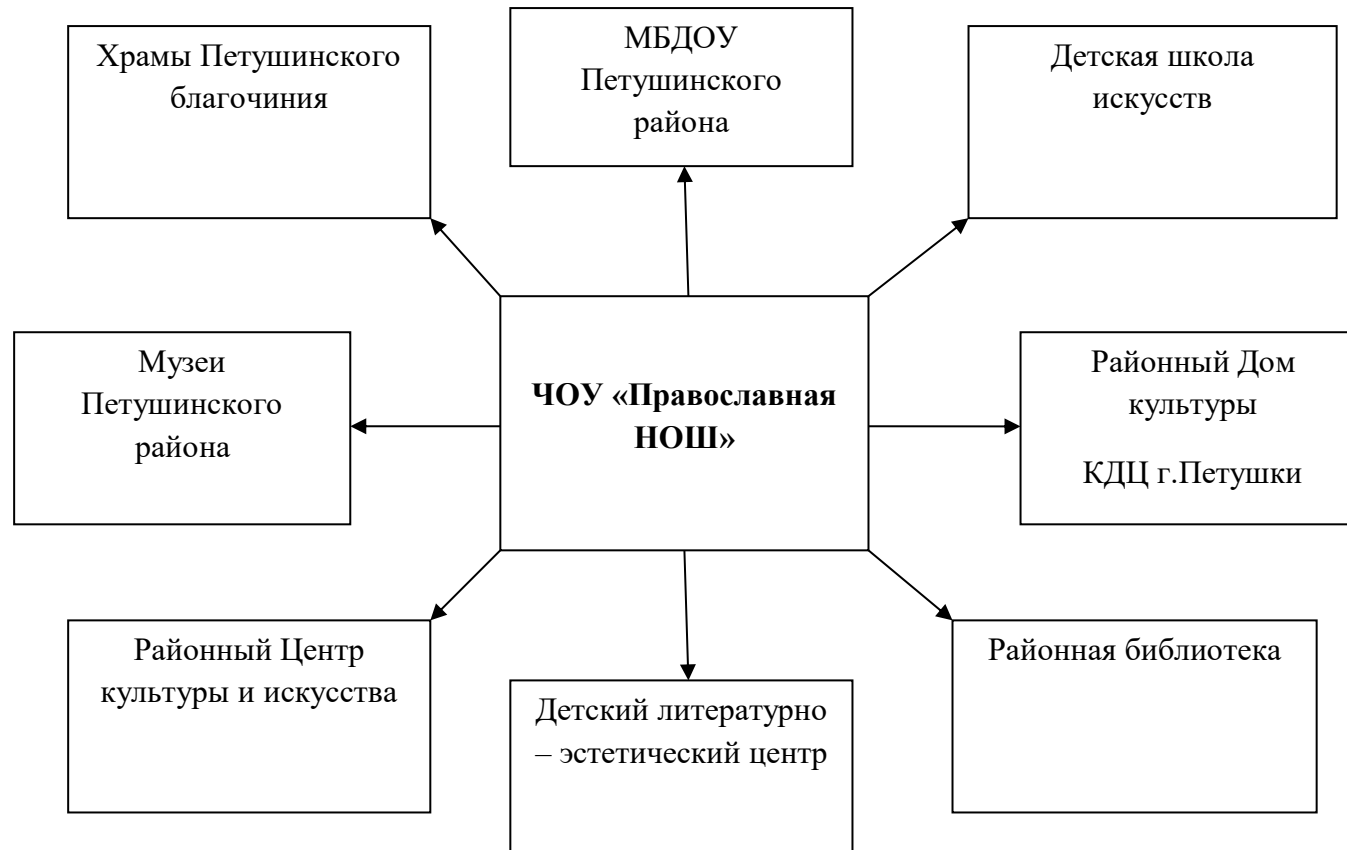 Храмы Петушинского
благочиния
МБДОУ
Петушинского
района
Детская школа
искусств
Музеи
Петушинского
района
ЧОУ «Православная
НОШ»
Районный Дом
культуры
КДЦ г.Петушки
Районный Центр
культуры и искусства
Детский литературно
– эстетический центр
Районная библиотека